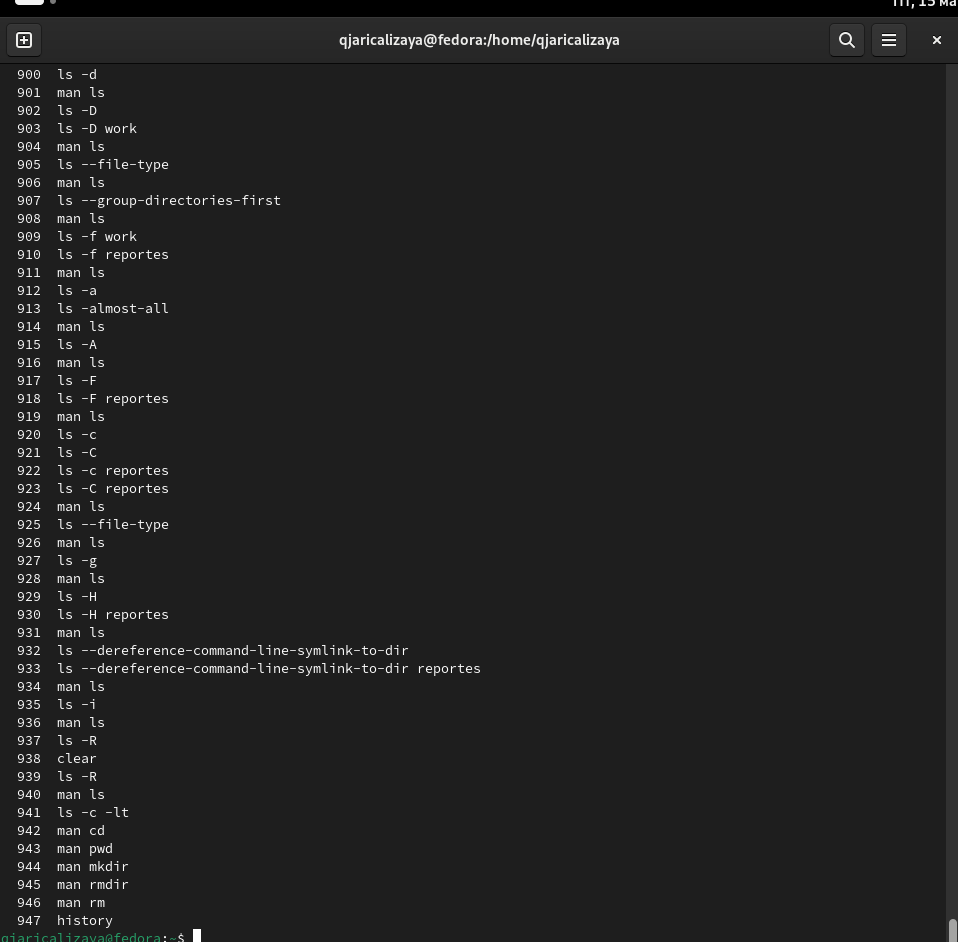 пт, 15 ма
qjaricalizaya@fedora:/home/qjaricalizaya
900 ls -d
901 man ls
902 ls -D
903 ls -D work
904 man ls
905 ls --file-type
906 man ls
907 ls --group-directories-first
908 man ls
909 ls -f work
910 ls -f reportes
911 man ls
912 ls -a
913 ls -almost-all
914 man ls
915 ls -A
916 man ls
917 ls -F
918 ls -F reportes
919 man ls
920 ls -c
921 ls -C
922 ls -c reportes
923 ls -C reportes
924 man ls
925 ls --file-type
926 man ls
927 ls -g
928 man ls
929 ls -H
930 ls -H reportes
931 man ls
932 ls --dereference-command-line-symlink-to-dir
933 ls --dereference-command-line-symlink-to-dir reportes
934 man ls
935 ls -i
936 man ls
937 ls -R
938 clear
939 ls -R
940 man ls
941 ls -c -lt
942 man cd
943 man pwd
944 man mkdir
945 man rmdir
946 man rm
947 history
qjaricalizaya@fedora:~$